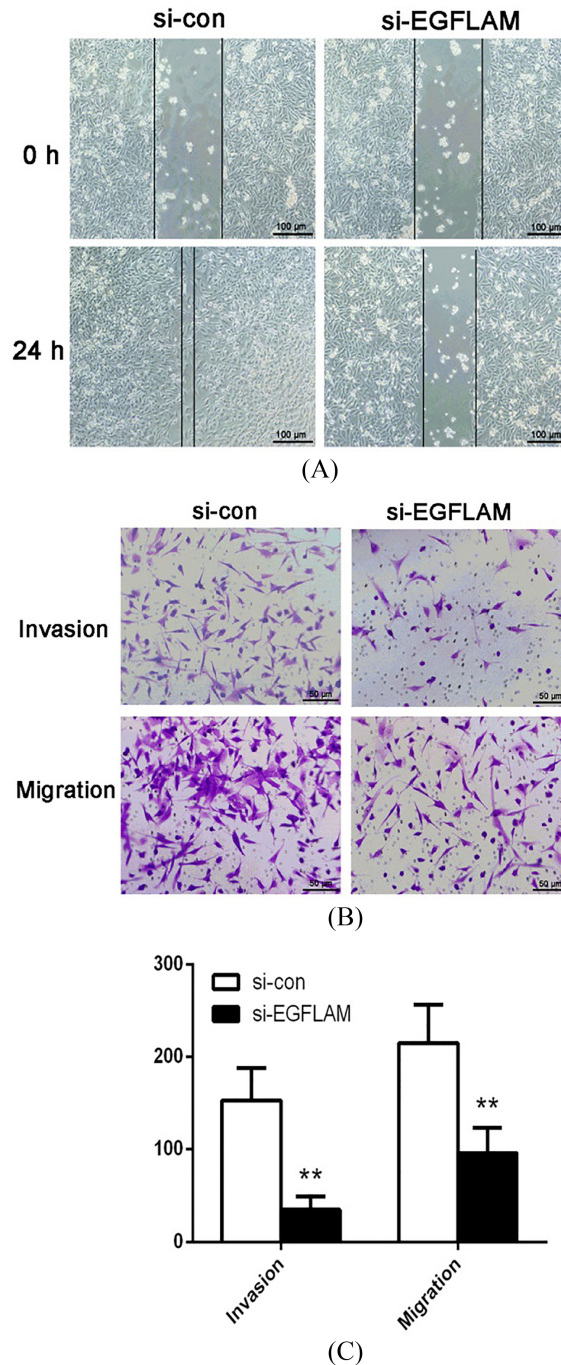 si-con si-EGFLAM
0 h
100 µm 100 µm
24 h
100 µm 100 µm
(A)
si-con si-EGFLAM
Invasion
50 µm 50 µm
Migration
50 µm 50 µm
(B)
300
si-con
si-EGFLAM
200
**
100
**
0
Invasion Migration
(C)